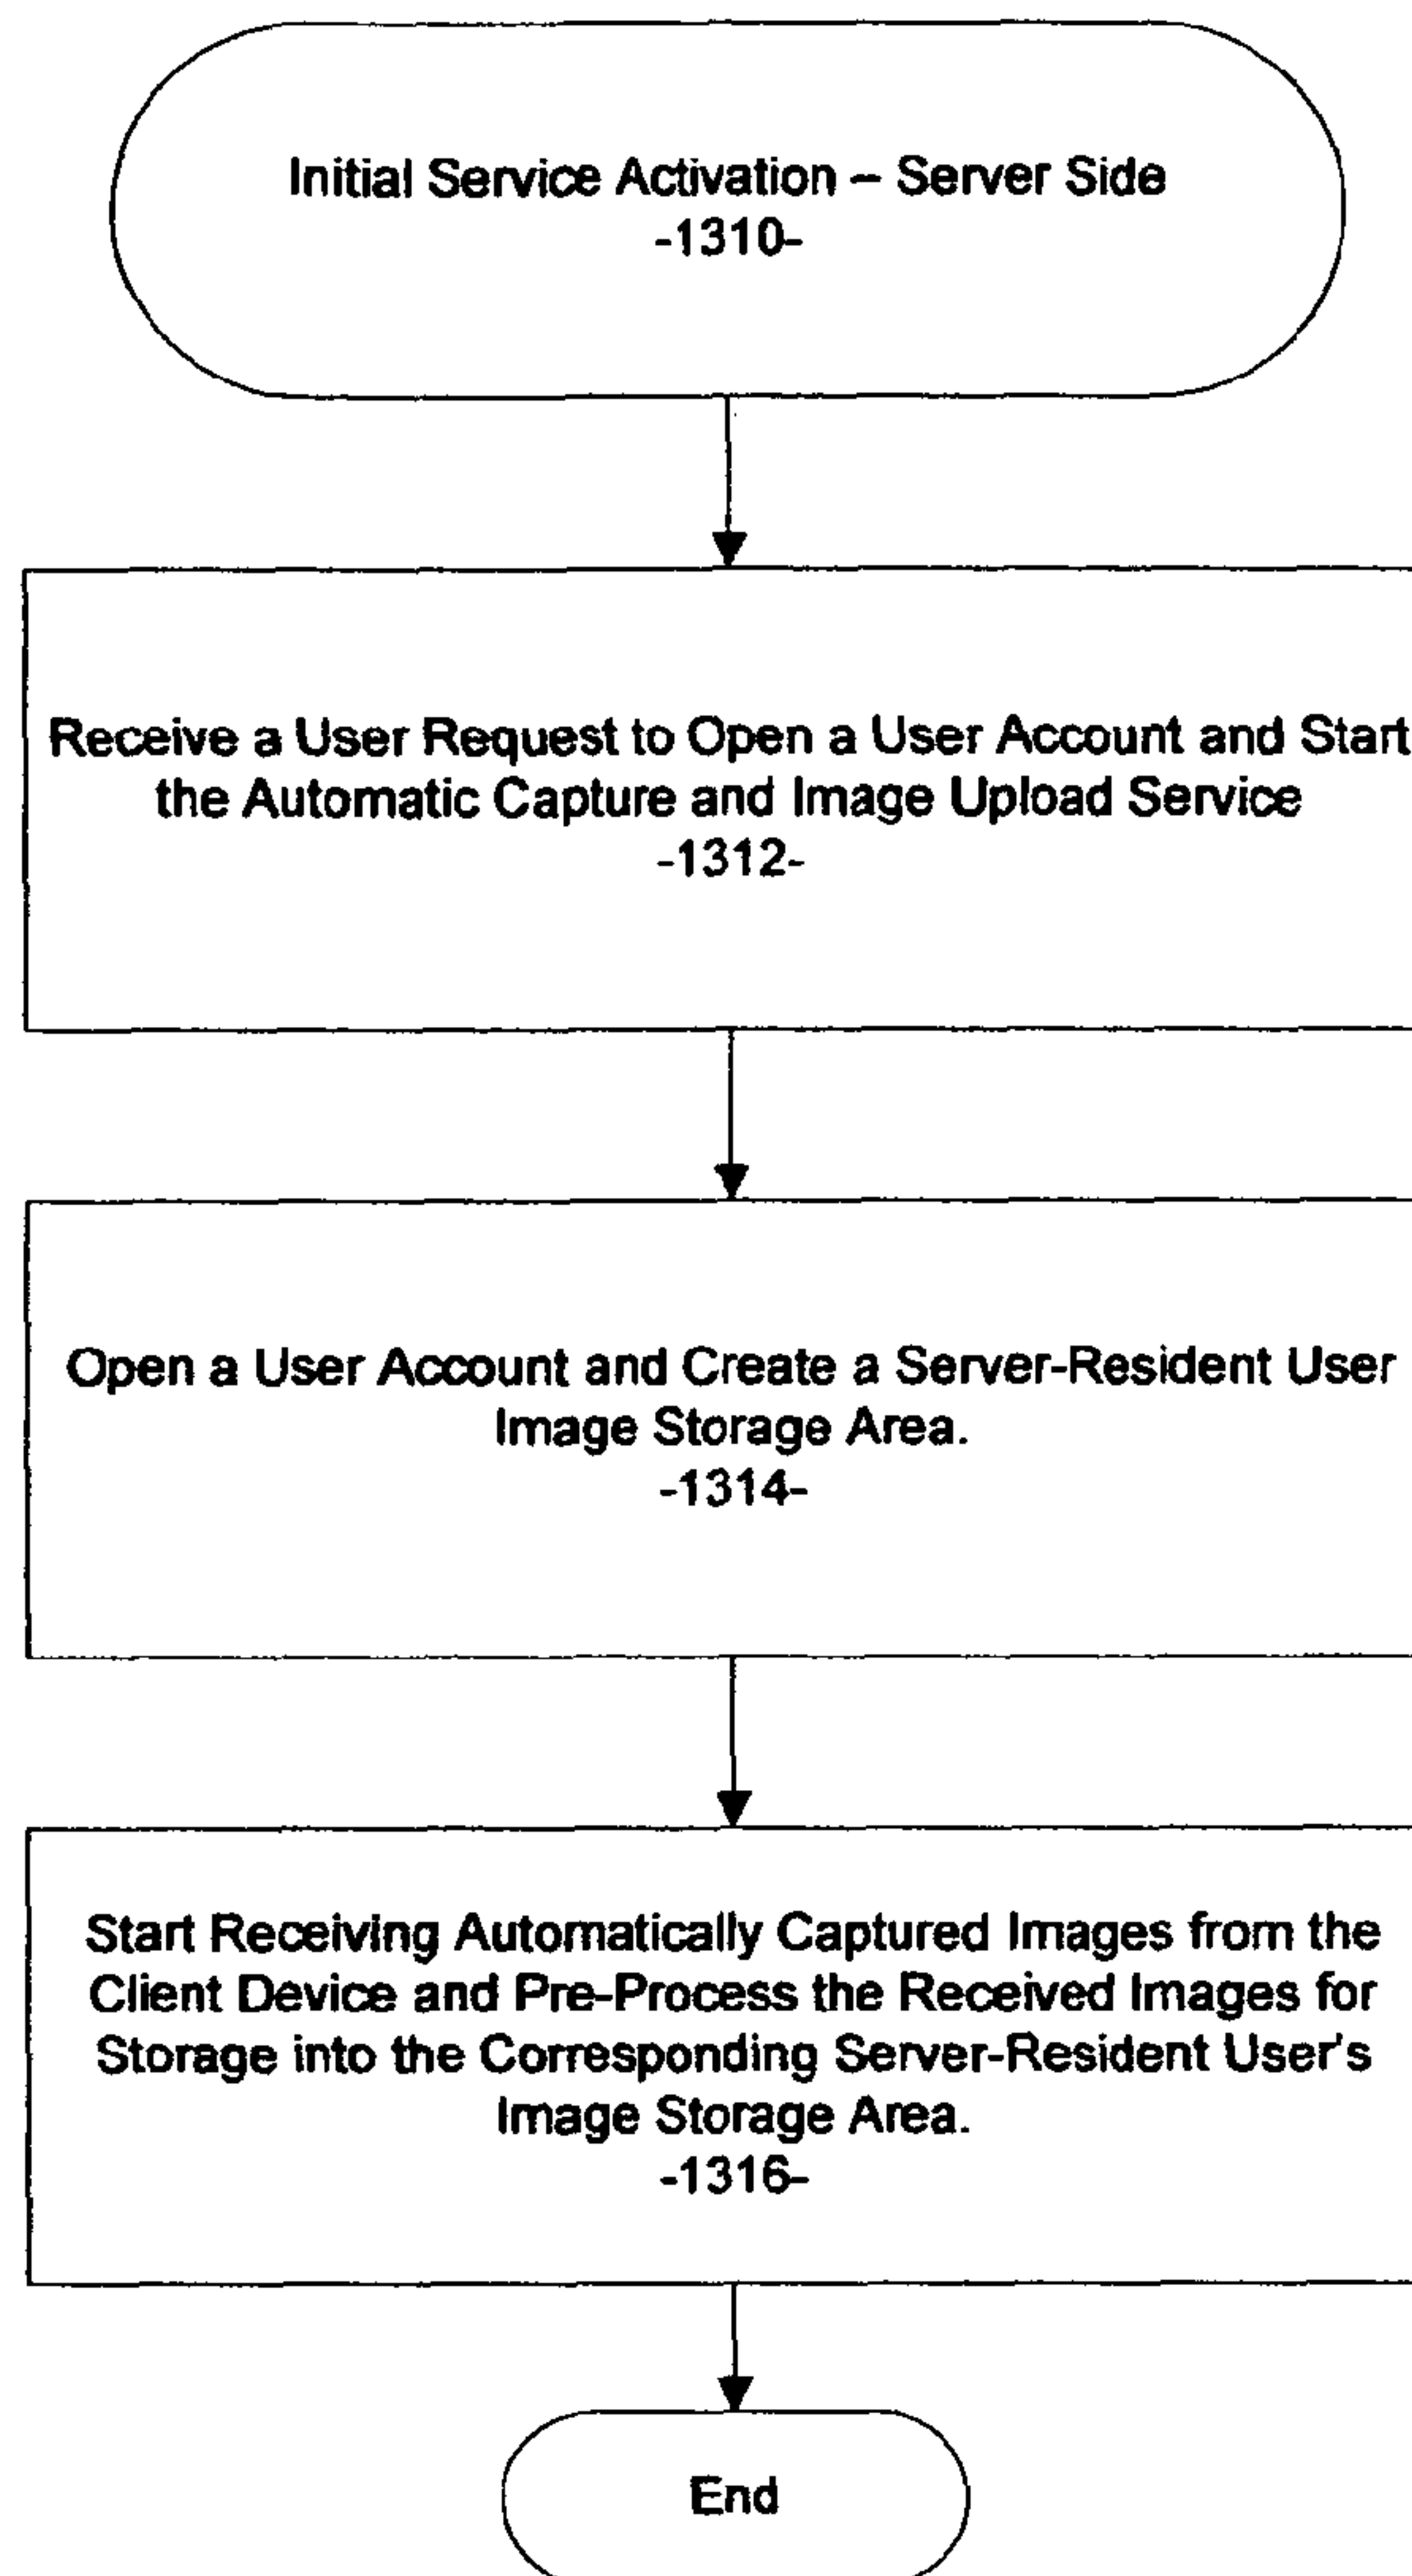 Initial Service Activation – Server Side
-1310-
Receive a User Request to Open a User Account and Start
the Automatic Capture and Image Upload Service
-1312-
Open a User Account and Create a Server-Resident User
Image Storage Area.
-1314-
Start Receiving Automatically Captured Images from the
Client Device and Pre-Process the Received Images for
Storage into the Corresponding Server-Resident User's
Image Storage Area.
-1316-
End